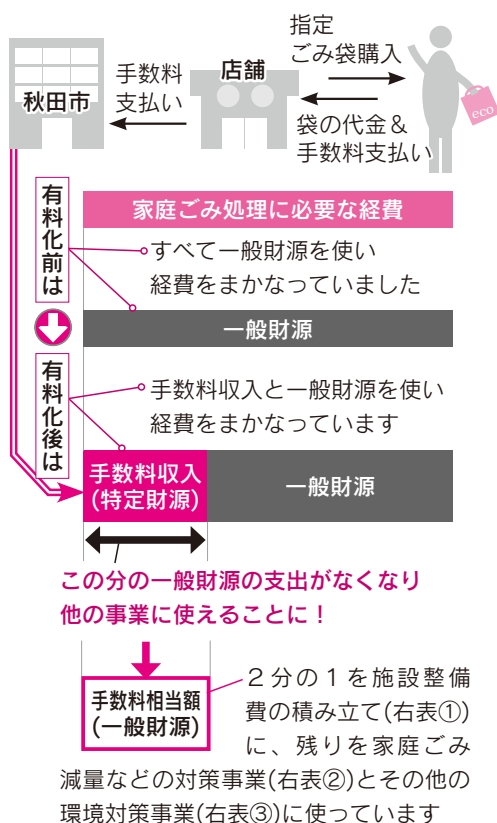 指定
ごみ袋購入
手数料
支払い
店舗
秋田市
eco
袋の代金＆
手数料支払い
有料化前は
家庭ごみ処理に必要な経費
すべて一般財源を使い
経費をまかなっていました
一般財源
有料化後は
手数料収入と一般財源を使い
経費をまかなっています
手数料収入
(特定財源)
一般財源
この分の一般財源の支出がなくなり
他の事業に使えることに！
手数料相当額
(一般財源)
２分の１を施設整備
費の積み立て(右表①)
に、残りを家庭ごみ
減量などの対策事業(右表②)とその他の
環境対策事業(右表③)に使っています